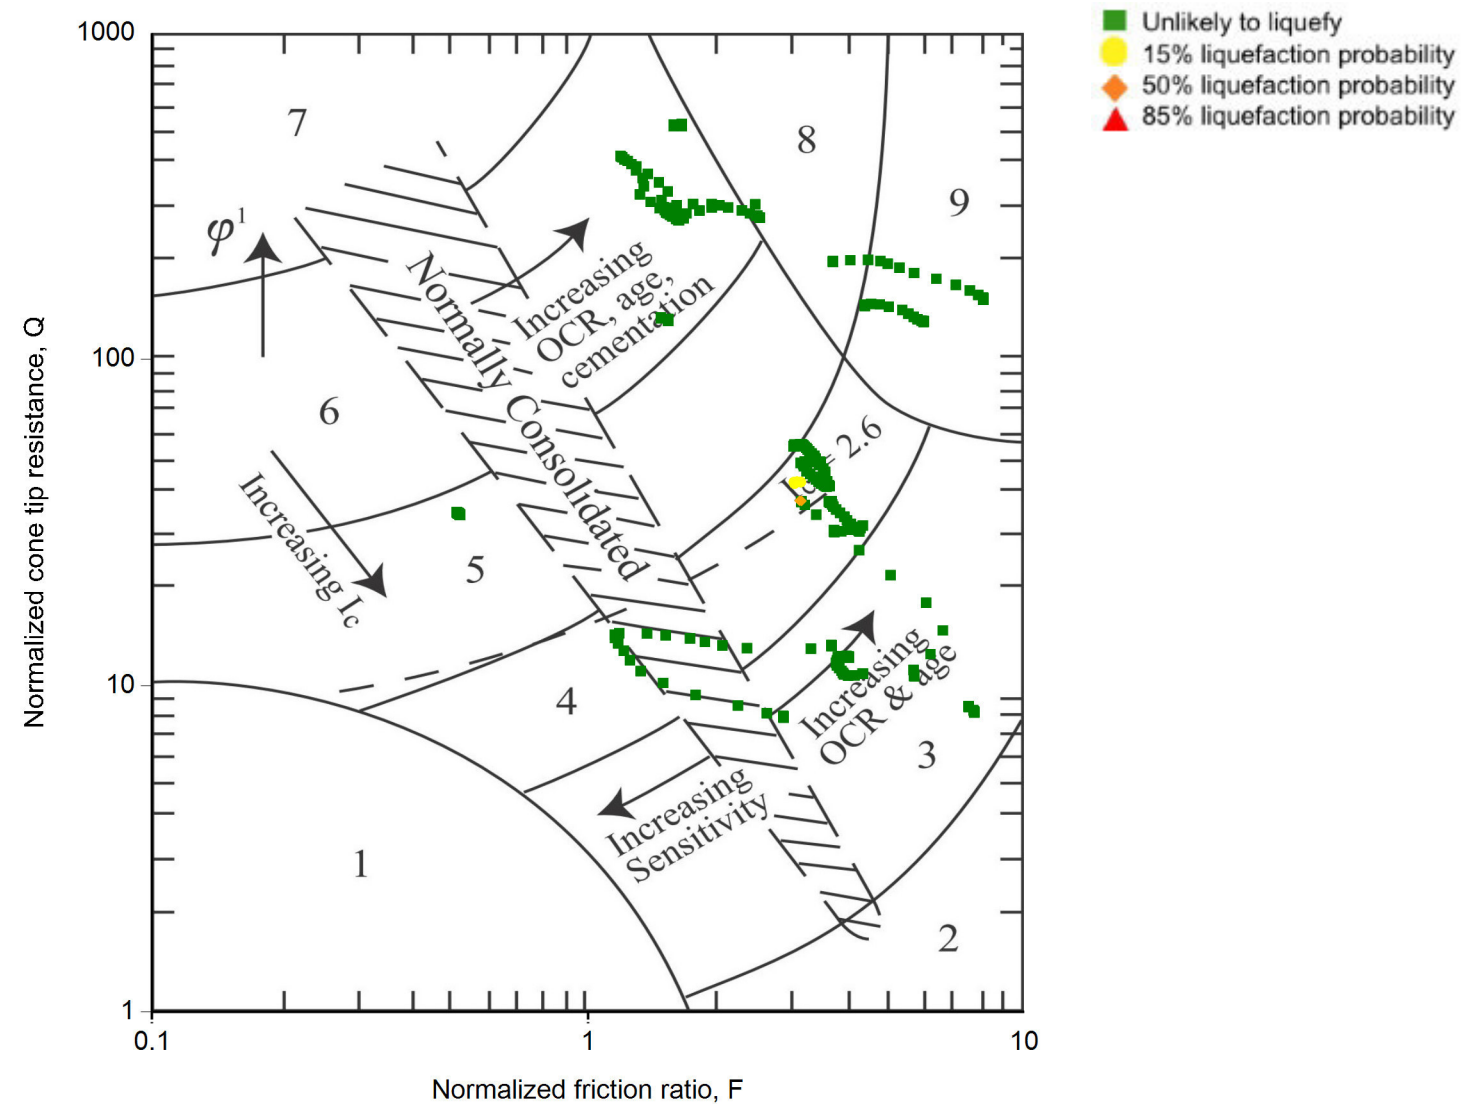 Unlikely to liquefy
15% liquefaction probability
50% liquefaction probability
85% liquefaction probability
1000
100
10
1
0.1
1
10
Normalized cone tip resistance, Q
Normalized friction ratio, F
7
8
9
φ1
6
5
4
3
2
1
Normally Consolidated
Increasing
OCR, age,
cementation
Increasing Ic
= 2.6
Increasing
OCR & age
Increasing
Sensitivity